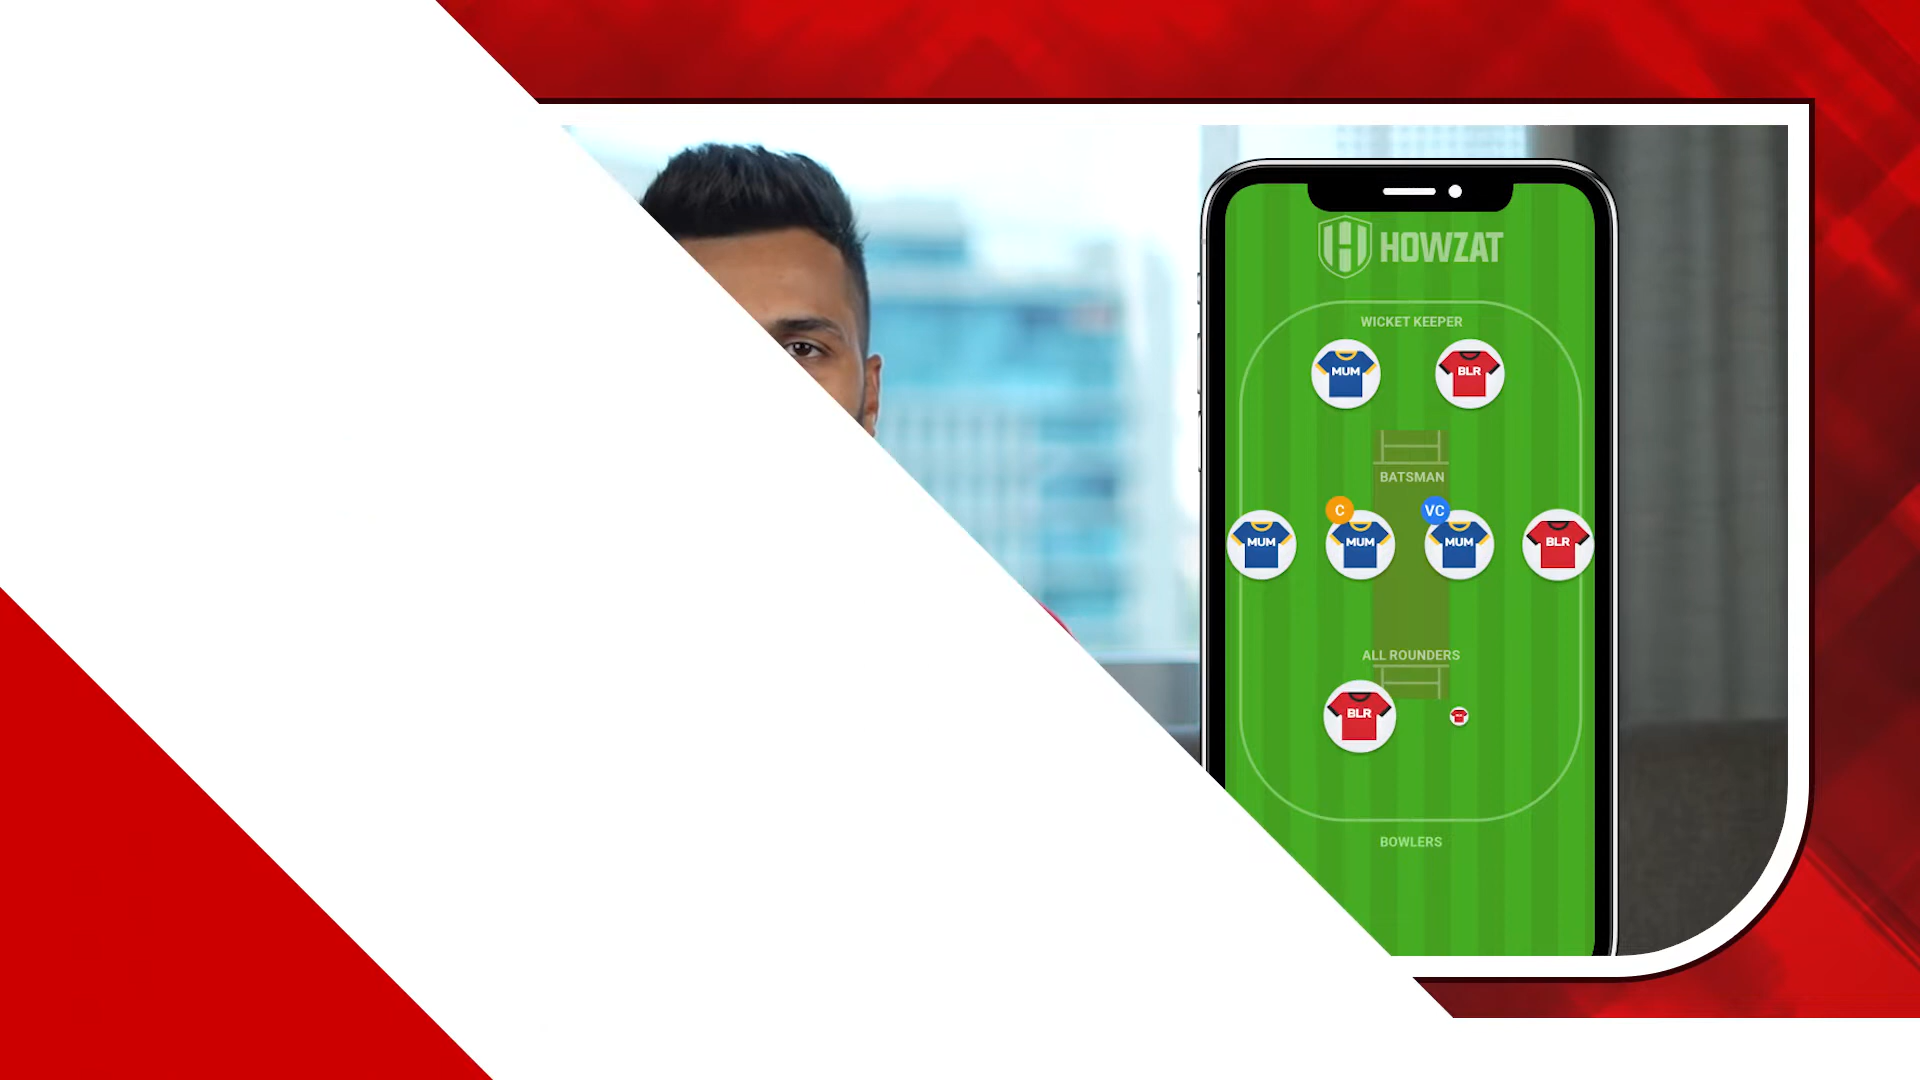 HOWZAT
WICKET KEEPER
MUM BLR
BATSMAN
C VC
MUM MUM MUM BLR
ALL ROUNDERS
BLR
BOWLERS